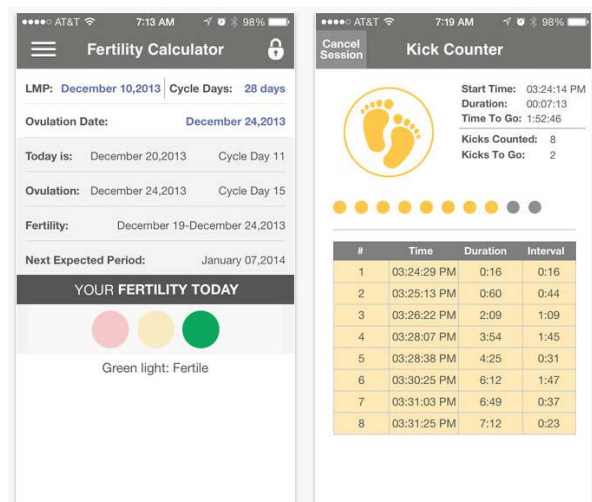 AT&T 7:13 AM 98%
Fertility Calculator
LMP: December 10,2013 Cycle Days: 28 days
Ovulation Date: December 24,2013
Today is: December 20,2013 Cycle Day 11
Ovulation: December 24,2013 Cycle Day 15
Fertility: December 19-December 24,2013
Next Expected Period: January 07,2014
YOUR FERTILITY TODAY
Green light: Fertile
AT&T 7:19 AM 98%
Cancel
Session
Kick Counter
Start Time: 03:24:14 PM
Duration: 00:07:13
Time To Go: 1:52:46
Kicks Counted: 8
Kicks To Go: 2
# Time Duration Interval
1 03:24:29 PM 0:16 0:16
2 03:25:13 PM 0:60 0:44
3 03:26:22 PM 2:09 1:09
4 03:28:07 PM 3:54 1:45
5 03:28:38 PM 4:25 0:31
6 03:30:25 PM 6:12 1:47
7 03:31:03 PM 6:49 0:37
8 03:31:25 PM 7:12 0:23